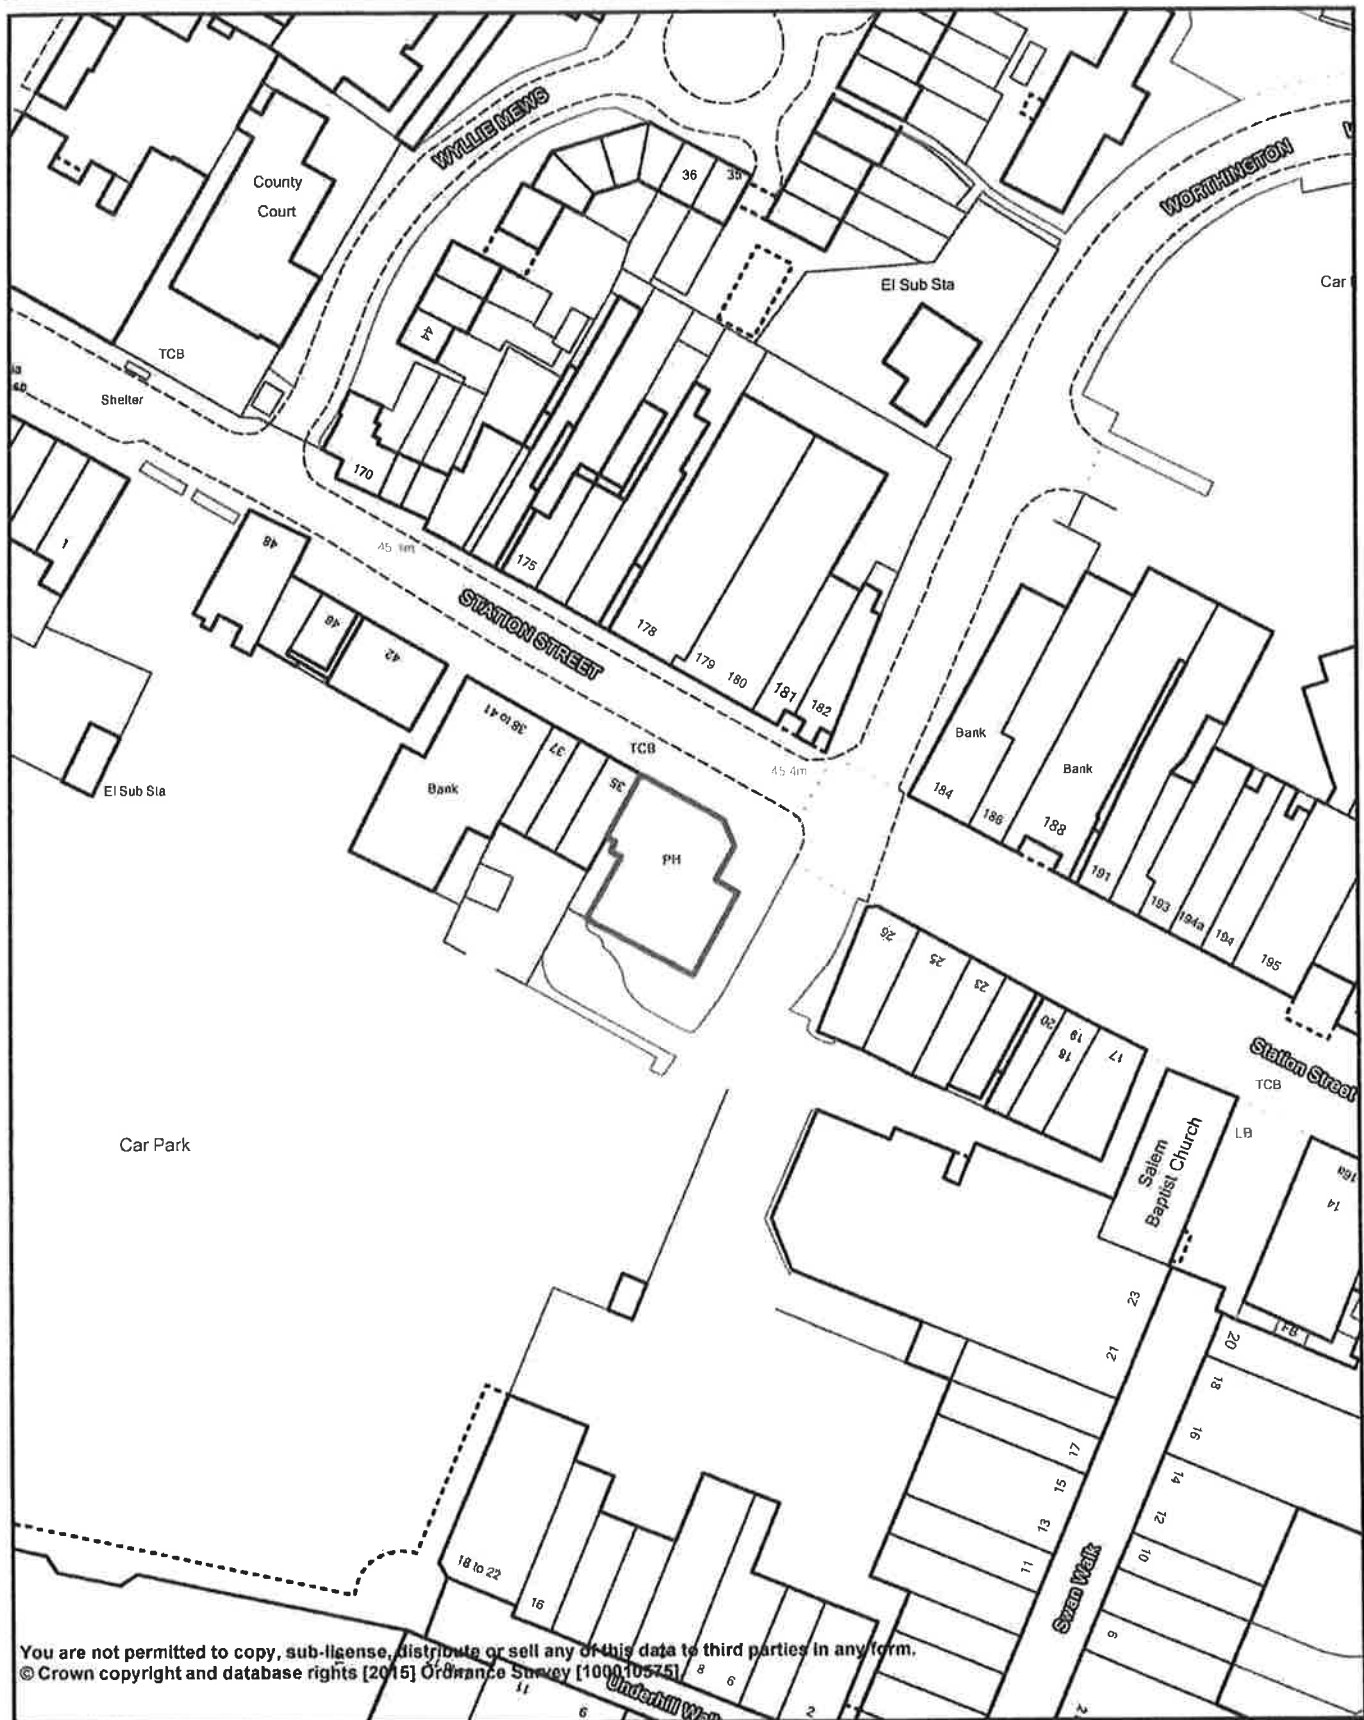 WYLLIE MEWS
WORTHINGTON
County
Court
36
35
El Sub Sta
Car
TCB
Shelter
44
170
1
48
46
42
175
STATION STREET
178
179
180
181
182
38 to 41
37
35
TCB
45.4m
Bank
PH
El Sub Sta
Bank
Bank
184
186
188
191
193
194a
194
195
26
25
23
20
19
18
17
Station Street
TCB
LB
Salem
Baptist Church
16a
14
Car Park
23
21
17
15
13
11
20
18
16
14
12
10
Swan Walk
18 to 22
16
8
6
2
You are not permitted to copy, sub-license, distribute or sell any of this data to third parties in any form.
© Crown copyright and database rights [2015] Ordnance Survey [100010575]
11
Underhill Walk